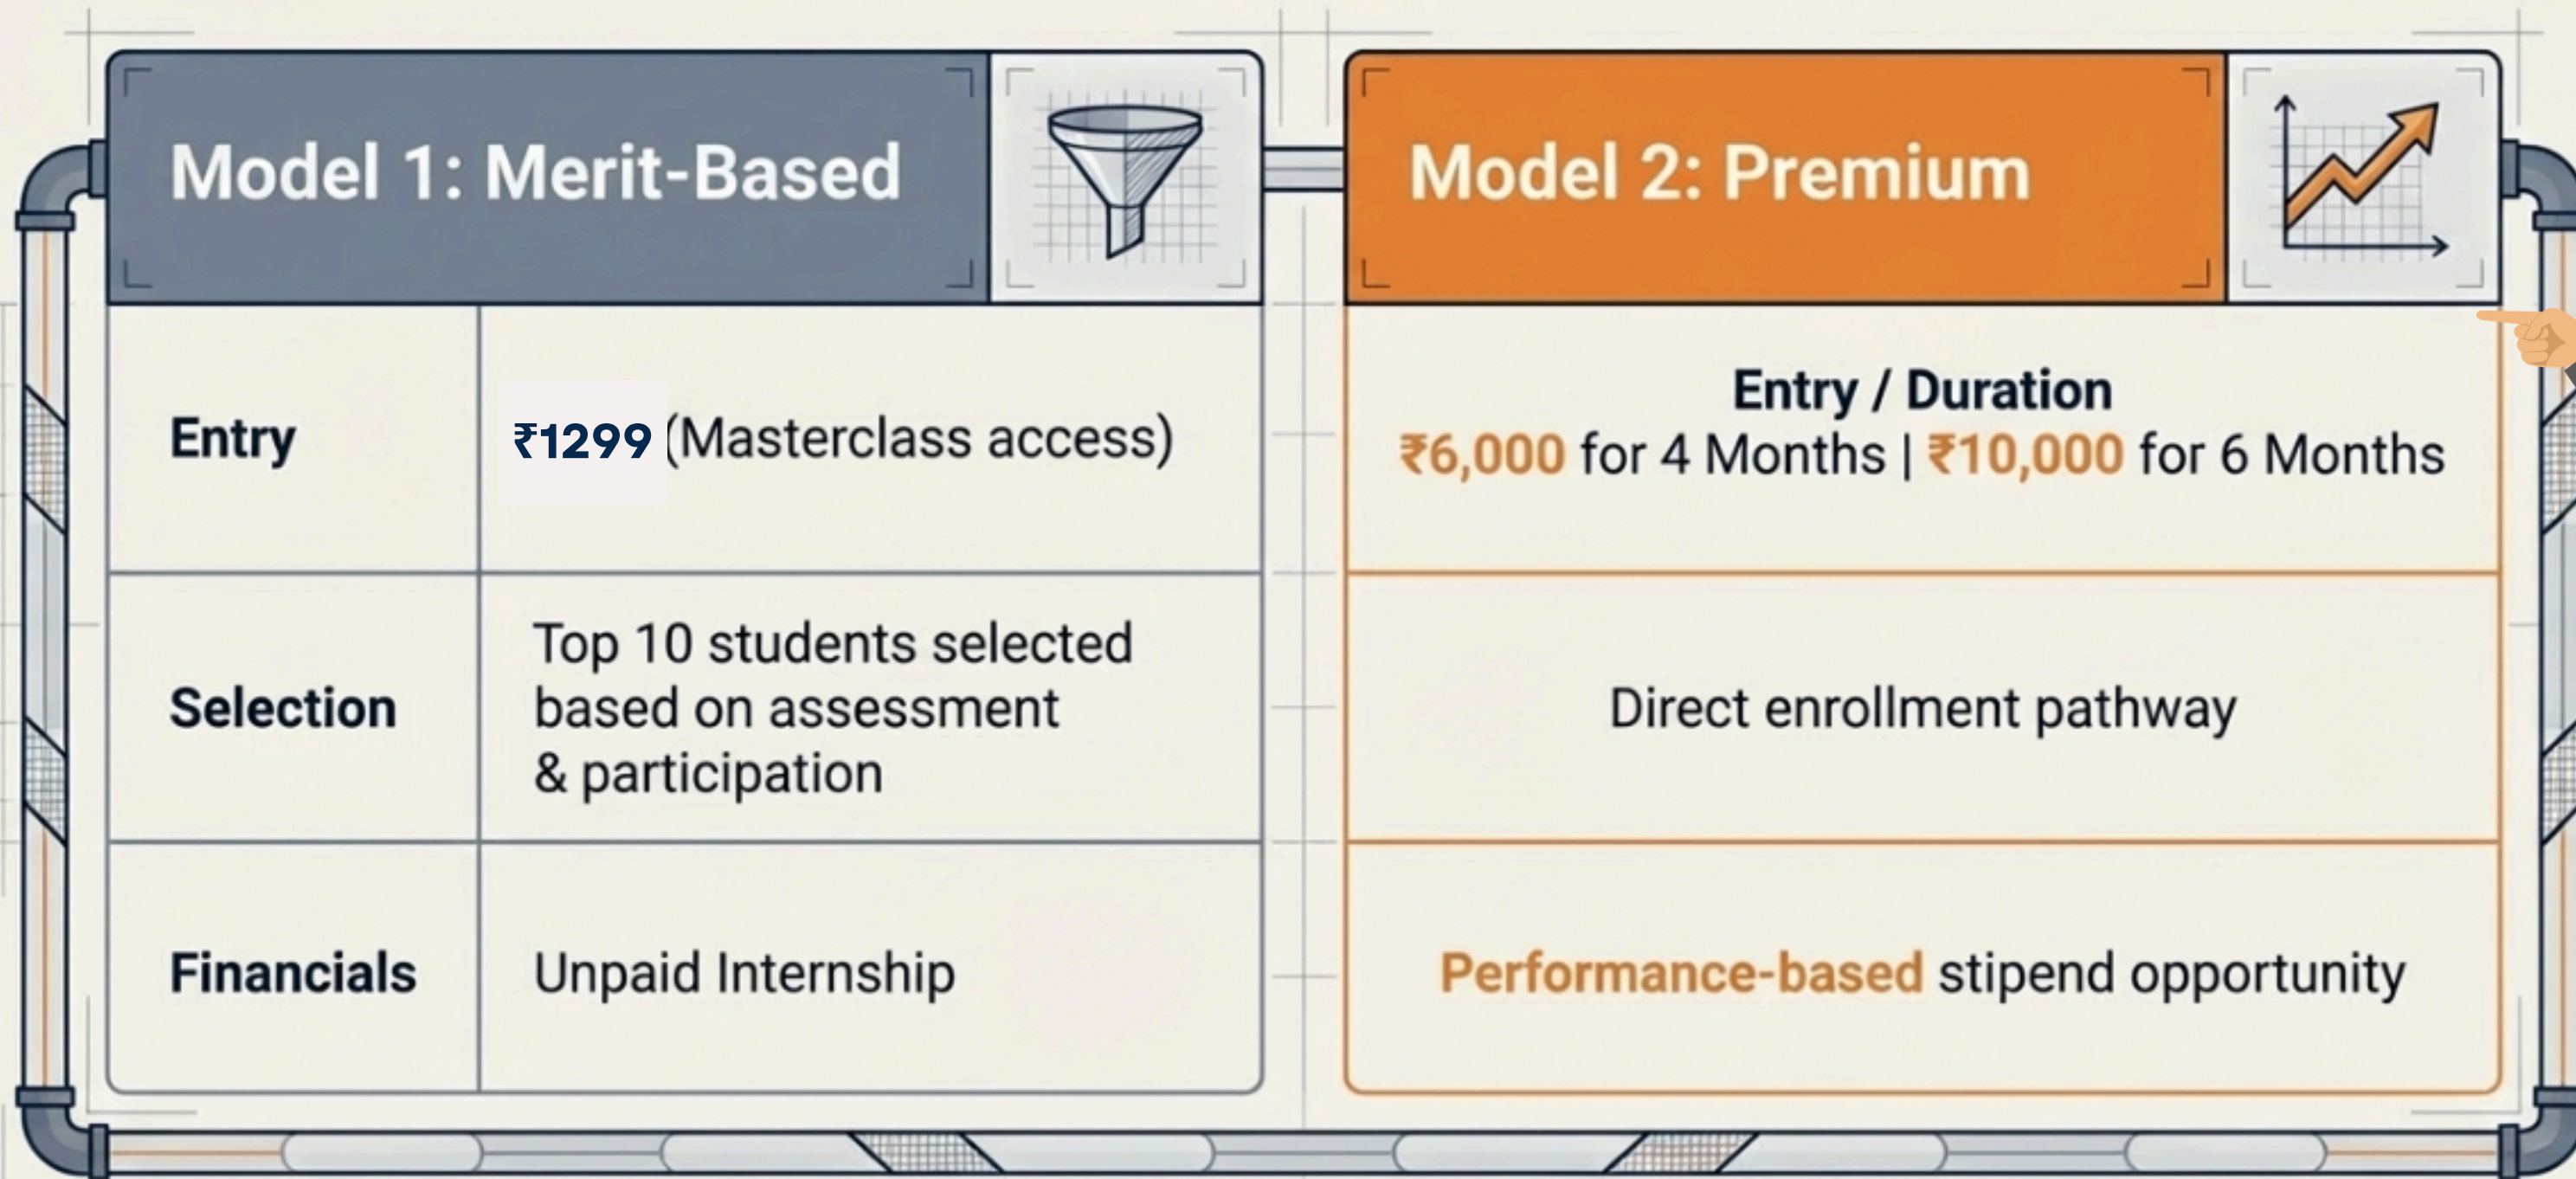 Model 1: Merit-Based
Entry
₹1299 (Masterclass access)
Selection
Top 10 students selected
based on assessment
& participation
Financials
Unpaid Internship
Model 2: Premium
Entry / Duration
₹6,000 for 4 Months | ₹10,000 for 6 Months
Direct enrollment pathway
Performance-based stipend opportunity